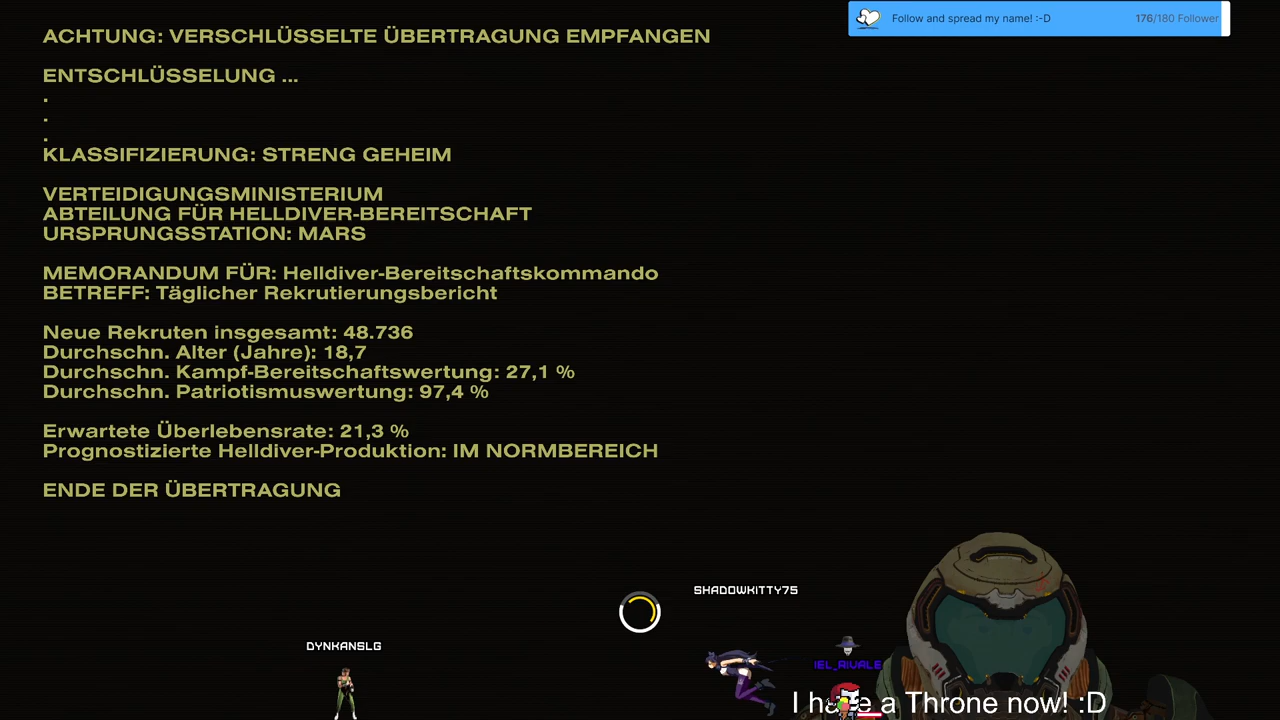 Follow and spread my name! :-D 176/180 Follower
ACHTUNG: VERSCHLÜSSELTE ÜBERTRAGUNG EMPFANGEN
ENTSCHLÜSSELUNG ...
.
.
.
KLASSIFIZIERUNG: STRENG GEHEIM
VERTEIDIGUNGSMINISTERIUM
ABTEILUNG FÜR HELLDIVER-BEREITSCHAFT
URSPRUNGSSTATION: MARS
MEMORANDUM FÜR: Helldiver-Bereitschaftskommando
BETREFF: Täglicher Rekrutierungsbericht
Neue Rekruten insgesamt: 48.736
Durchschn. Alter (Jahre): 18,7
Durchschn. Kampf-Bereitschaftswertung: 27,1 %
Durchschn. Patriotismuswertung: 97,4 %
Erwartete Überlebensrate: 21,3 %
Prognostizierte Helldiver-Produktion: IM NORMBEREICH
ENDE DER ÜBERTRAGUNG
SHADOWKITTY75
DYNKANSLG
IEL_RIVALE
I have a Throne now! :D